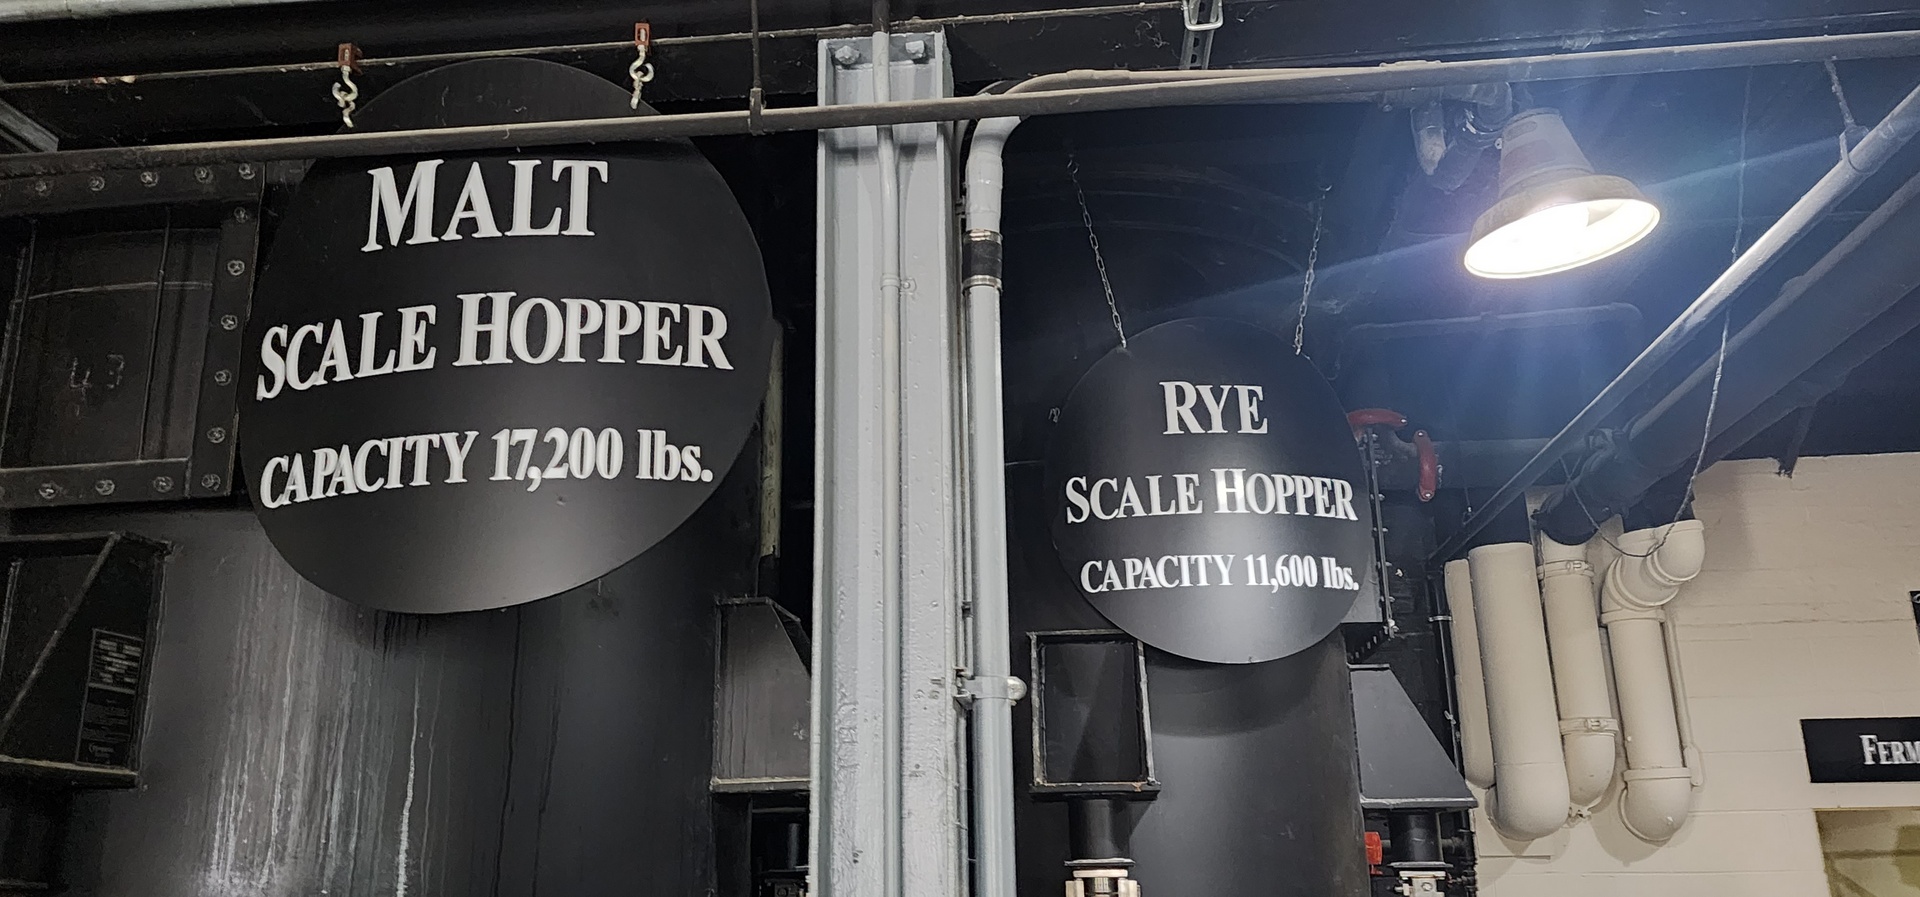 MALT
SCALE HOPPER
CAPACITY 17,200 lbs.
RYE
SCALE HOPPER
CAPACITY 11,600 lbs.